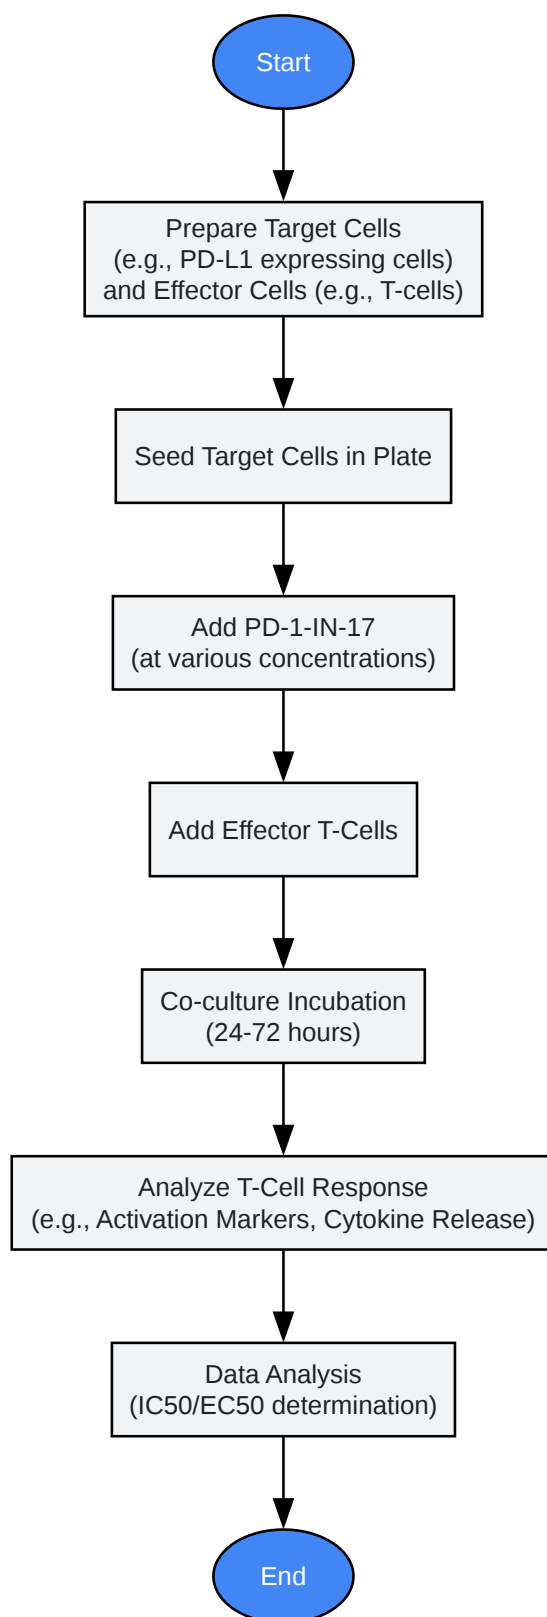 Start
Prepare Target Cells
(e.g., PD-L1 expressing cells)
and Effector Cells (e.g., T-cells)
Seed Target Cells in Plate
Add PD-1-IN-17
(at various concentrations)
Add Effector T-Cells
Co-culture Incubation
(24-72 hours)
Analyze T-Cell Response
(e.g., Activation Markers, Cytokine Release)
Data Analysis
(IC50/EC50 determination)
End